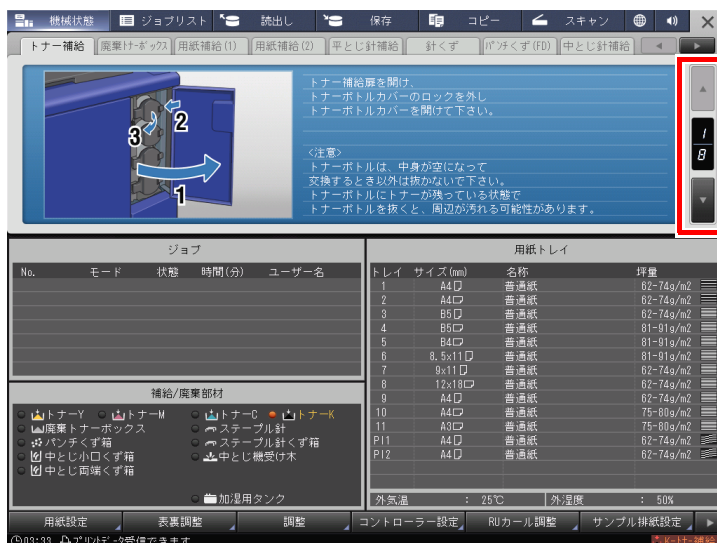 機械状態 ジョブリスト 読出し 保存 コピー スキャン
トナー補給 廃棄トナーボックス 用紙補給(1) 用紙補給(2) 平とじ針補給 針くず パンチくず(FD) 中とじ針補給
トナー補給扉を開け、
トナーボトルカバーのロックを外し
トナーボトルカバーを開けて下さい。
<注意>
トナーボトルは、中身が空になって
交換するとき以外は抜かないで下さい。
トナーボトルにトナーが残っている状態で
トナーボトルを抜くと、周辺が汚れる可能性があります。
3 2
1
1
8
ジョブ
No. モード 状態 時間(分) ユーザー名
補給/廃棄部材
トナーY トナーM トナーC トナーK
廃棄トナーボックス ステープル針
パンチくず箱 ステープル針くず箱
中とじ小口くず箱 中とじ機受け木
中とじ両端くず箱
加湿用タンク
用紙トレイ
トレイ サイズ(mm) 名称 坪量
1 A4 普通紙 62-74g/m2
2 A4 普通紙 62-74g/m2
3 B5 普通紙 62-74g/m2
4 B5 普通紙 81-91g/m2
5 B4 普通紙 81-91g/m2
6 8.5x11 普通紙 81-91g/m2
7 9x11 普通紙 62-74g/m2
8 12x18 普通紙 62-74g/m2
9 A4 普通紙 62-74g/m2
10 A4 普通紙 75-80g/m2
11 A3 普通紙 75-80g/m2
PI1 A4 普通紙 62-74g/m2
PI2 A4 普通紙 62-74g/m2
外気温 : 25℃ 外湿度 : 50%
用紙設定 表裏調整 調整 コントローラー設定 RUカール調整 サンプル排紙設定
03:33 プリントデータ受信できます K-トナー補給